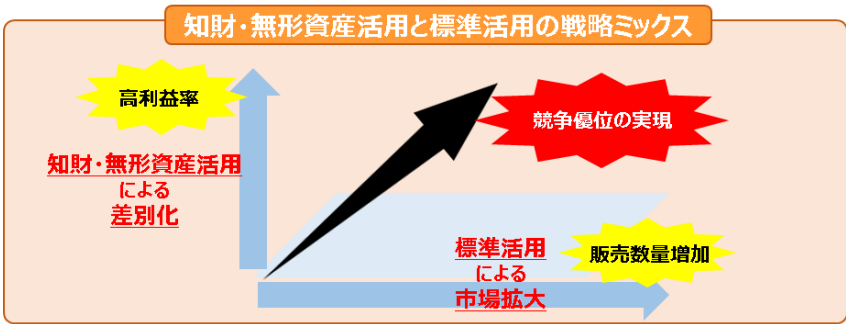 知財・無形資産活用と標準活用の戦略ミックス
高利益率
競争優位の実現
知財・無形資産活用
による
差別化
標準活用
による
市場拡大
販売数量増加